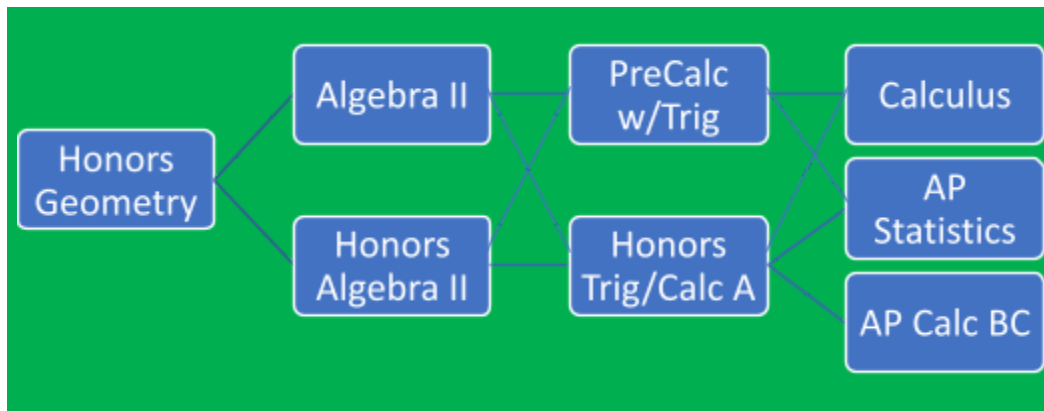 Honors
Geometry
Algebra II
Honors
Algebra II
PreCalc
w/Trig
Honors
Trig/Calc A
Calculus
AP
Statistics
AP Calc BC